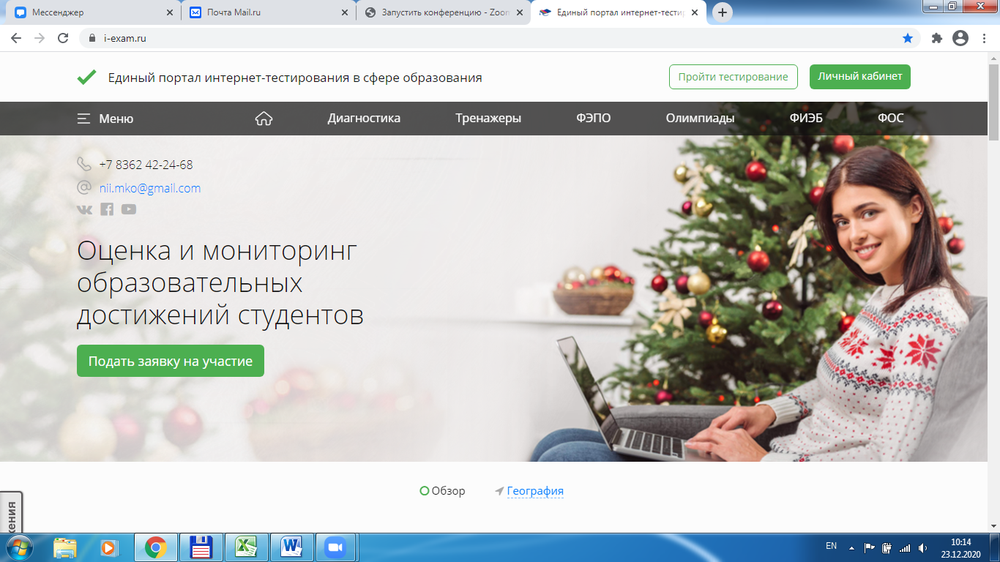 Мессенджер
Почта Mail.ru
Запустить конференцию - Zoom
Единый портал интернет-тести
i-exam.ru
Единый портал интернет-тестирования в сфере образования
Пройти тестирование
Личный кабинет
Меню
Диагностика
Тренажеры
ФЭПО
Олимпиады
ФИЭБ
ФОС
+7 8362 42-24-68
nii.mko@gmail.com
Оценка и мониторинг
образовательных
достижений студентов
Подать заявку на участие
Обзор
География
жения
EN
10:14
23.12.2020